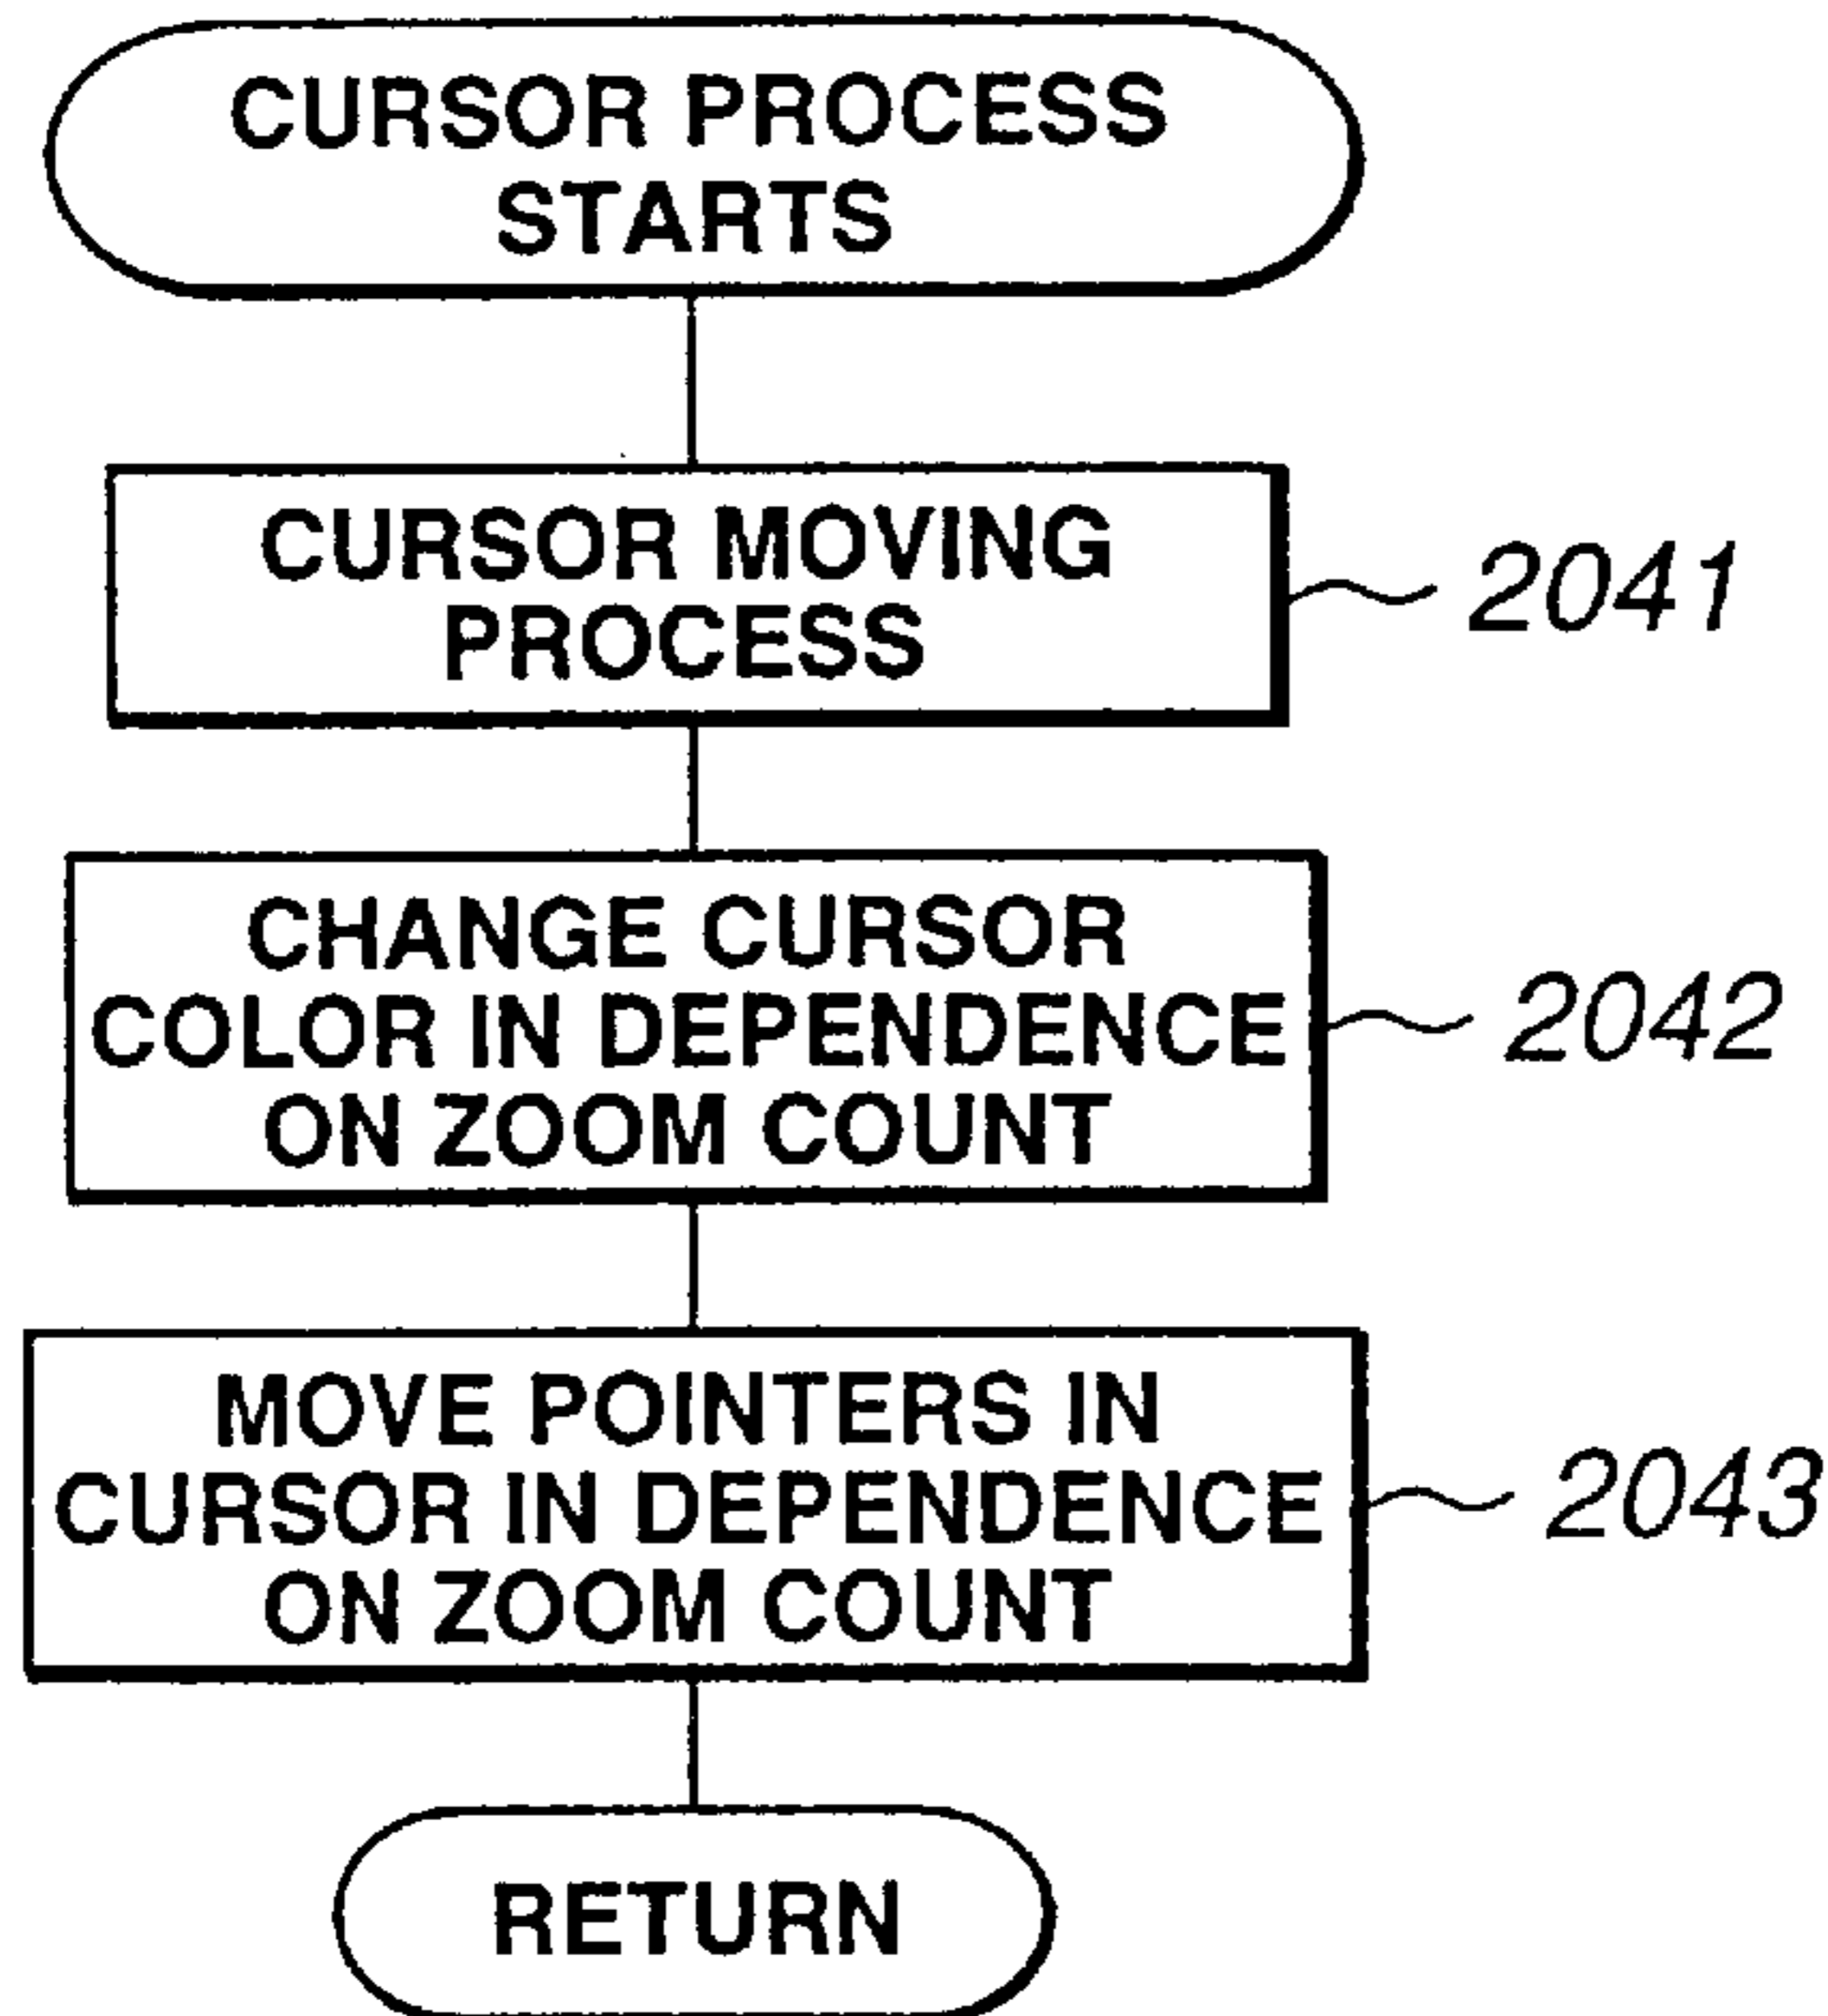 CURSOR PROCESS
STARTS
CURSOR MOVING
PROCESS
2041
CHANGE CURSOR
COLOR IN DEPENDENCE
ON ZOOM COUNT
2042
MOVE POINTERS IN
CURSOR IN DEPENDENCE
ON ZOOM COUNT
2043
RETURN